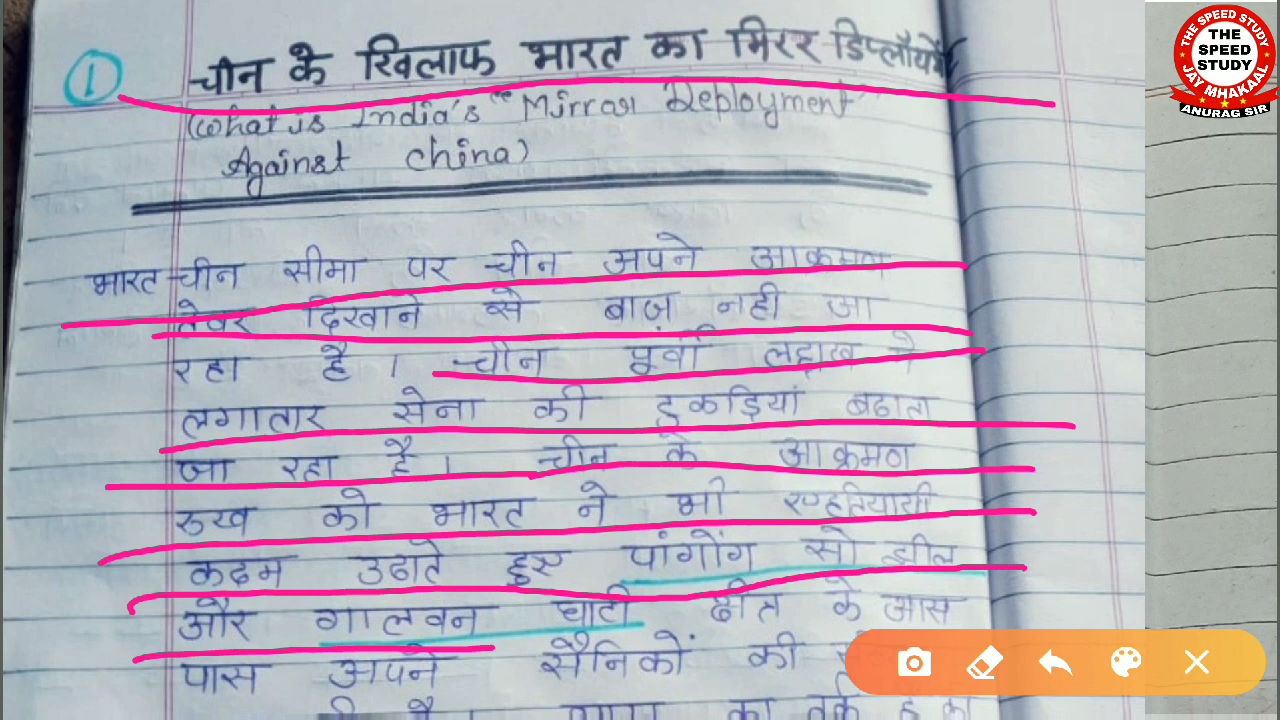 1 चीन के खिलाफ भारत का मिरर डिप्लॉयमेंट
(What is India's "Mirror Deployment"
Against China)
भारत-चीन सीमा पर चीन अपने आक्रमण
तेवर दिखाने से बाज नही आ
रहा है । चीन पूर्वी लद्दाख मे
लगातार सेना की टुकड़ियां बढाता
जा रहा है । चीन के आक्रमण
रुख को भारत ने भी
कदम उठाते हुए पांगोंग सो झील
और गालवन घाटी क्षेत्र के आस
पास अपने सैनिकों की
THE SPEED STUDY
THE
SPEED
STUDY
JAY MHAKAAL
ANURAG SIR